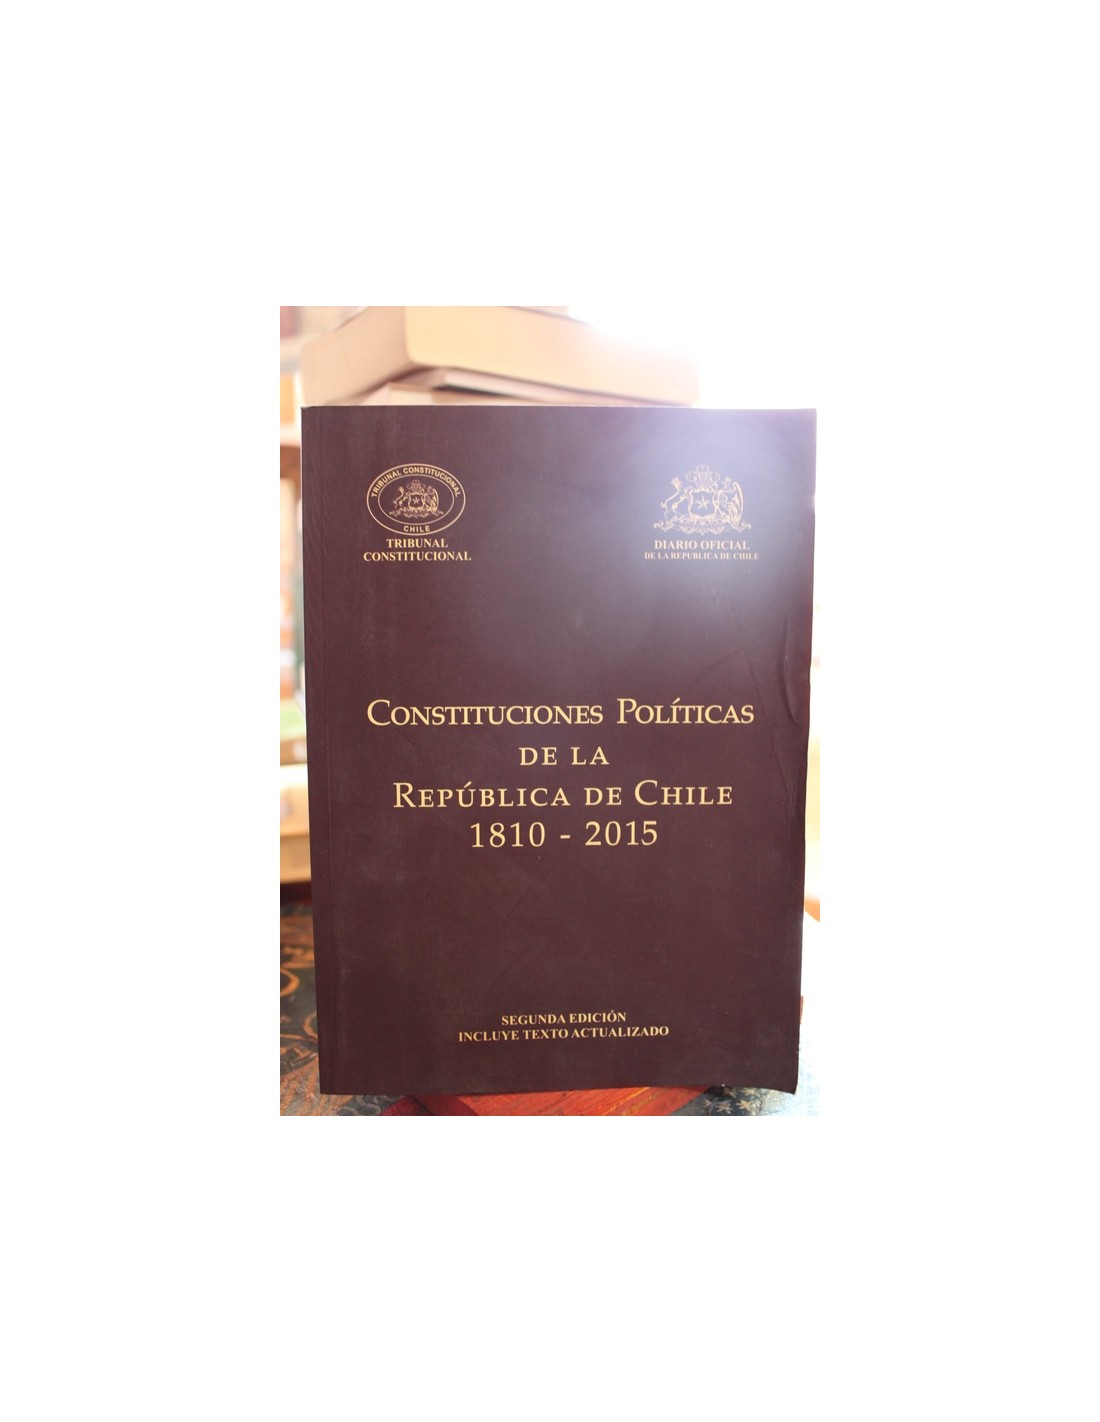 TRIBUNAL CONSTITUCIONAL
CHILE
TRIBUNAL
CONSTITUCIONAL
DIARIO OFICIAL
DE LA REPUBLICA DE CHILE
CONSTITUCIONES POLÍTICAS
DE LA
REPÚBLICA DE CHILE
1810 - 2015
SEGUNDA EDICIÓN
INCLUYE TEXTO ACTUALIZADO